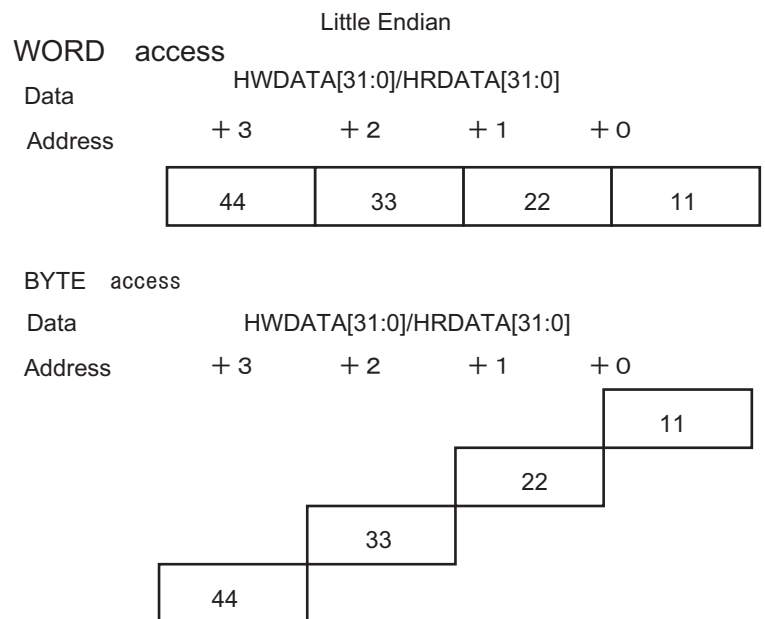 Little Endian
WORD access
Data HWDATA[31:0]/HRDATA[31:0]
Address +3 +2 +1 +0
44 33 22 11
BYTE access
Data HWDATA[31:0]/HRDATA[31:0]
Address +3 +2 +1 +0
11
22
33
44